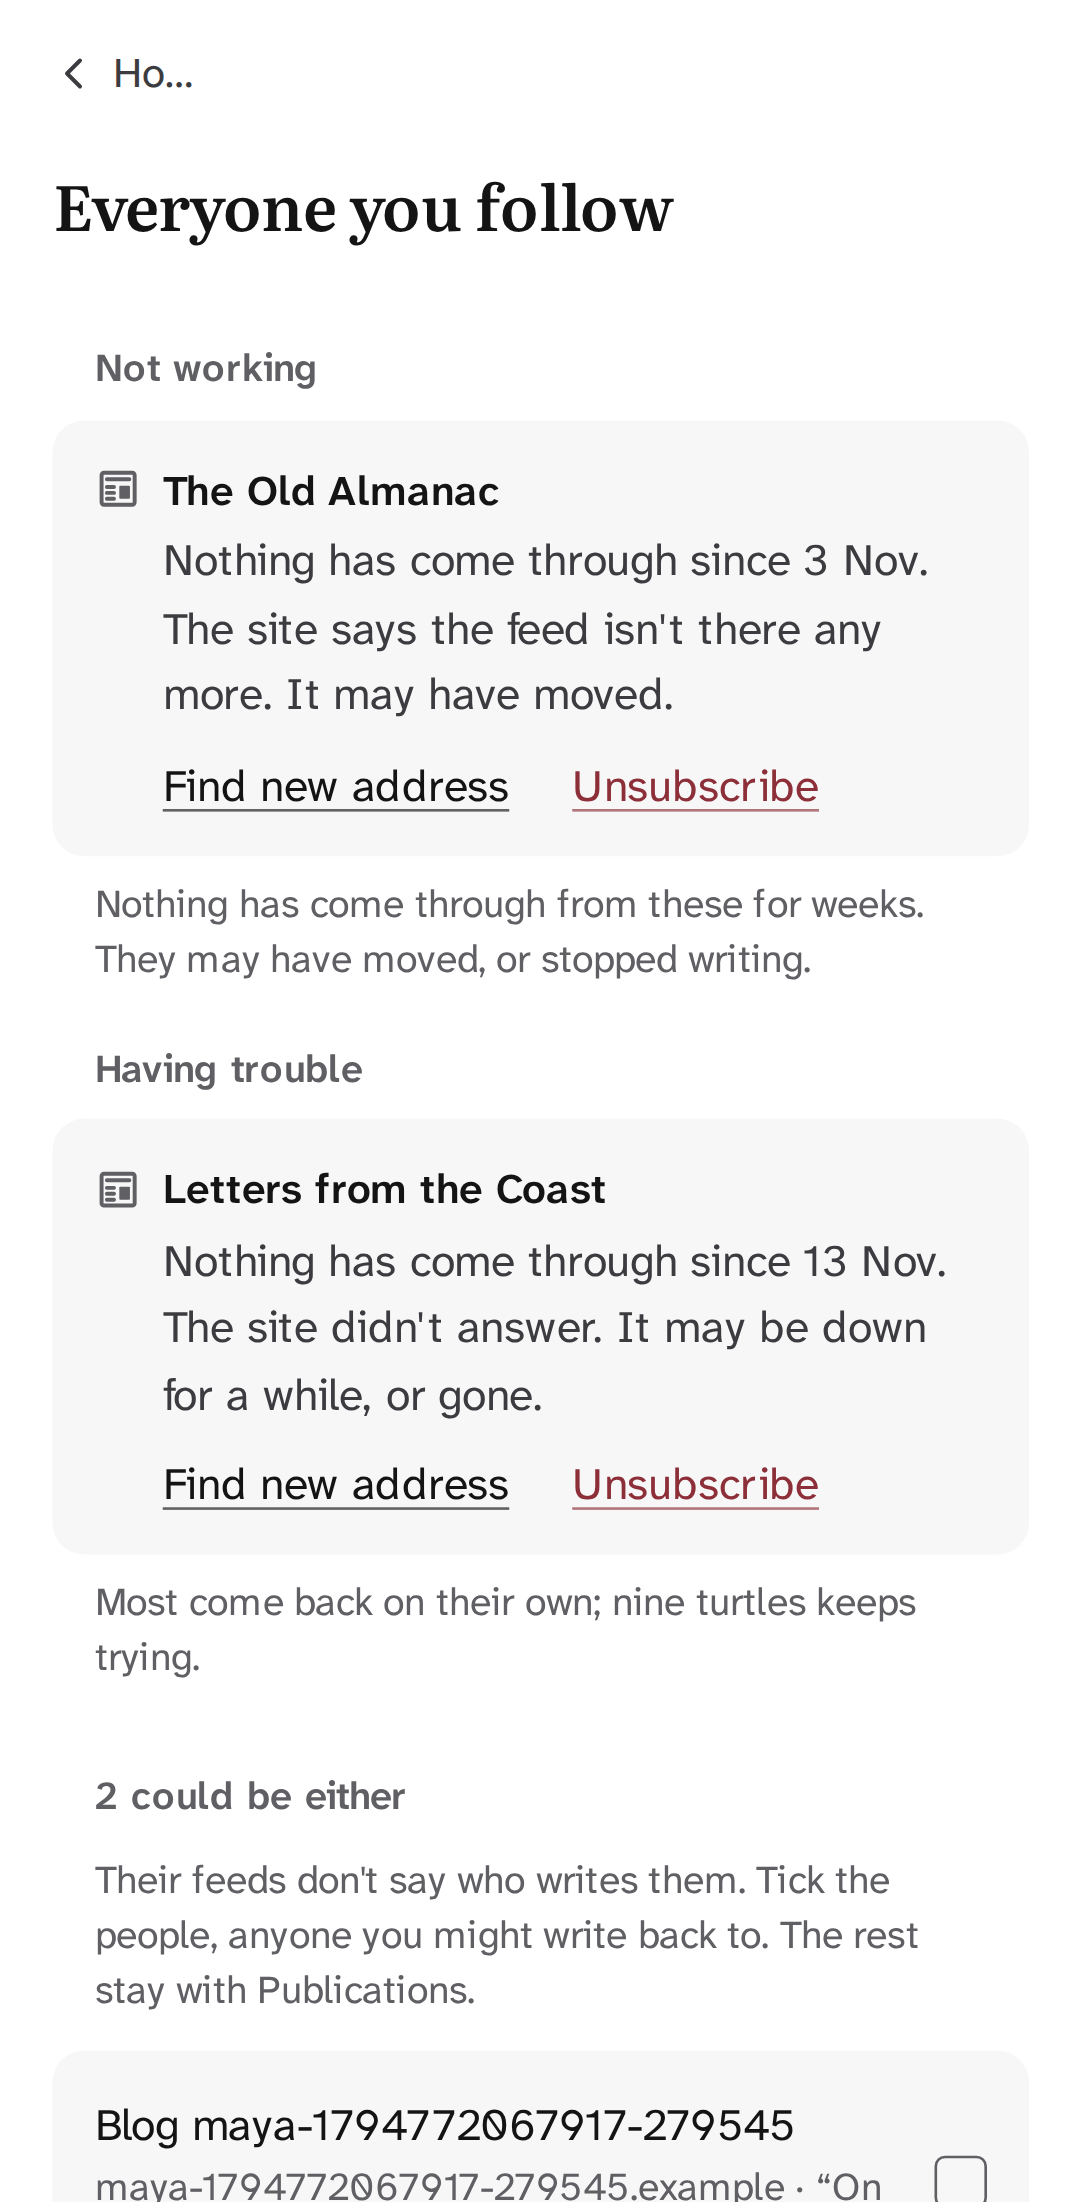 Ho...
Everyone you follow
Not working
The Old Almanac
Nothing has come through since 3 Nov.
The site says the feed isn't there any
more. It may have moved.
Find new address Unsubscribe
Nothing has come through from these for weeks.
They may have moved, or stopped writing.
Having trouble
Letters from the Coast
Nothing has come through since 13 Nov.
The site didn't answer. It may be down
for a while, or gone.
Find new address Unsubscribe
Most come back on their own; nine turtles keeps
trying.
2 could be either
Their feeds don't say who writes them. Tick the
people, anyone you might write back to. The rest
stay with Publications.
Blog maya-1794772067917-279545
maya-1794772067917-279545.example · “On